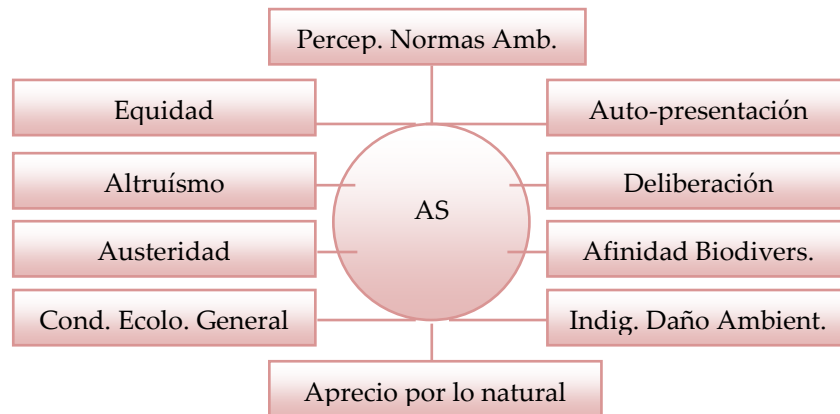 Percep. Normas Amb.
Equidad
Auto-presentación
Altruísmo
Deliberación
AS
Austeridad
Afinidad Biodivers.
Cond. Ecolo. General
Indig. Daño Ambient.
Aprecio por lo natural